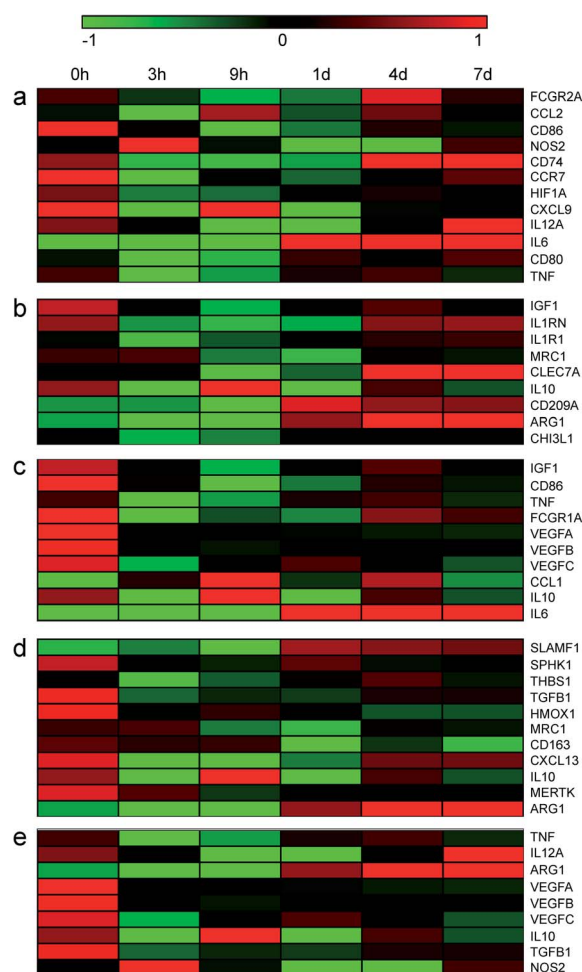 -1 0 1
0h 3h 9h 1d 4d 7d
a
FCGR2A
CCL2
CD86
NOS2
CD74
CCR7
HIF1A
CXCL9
IL12A
IL6
CD80
TNF
b
IGF1
IL1RN
IL1R1
MRC1
CLEC7A
IL10
CD209A
ARG1
CHI3L1
c
IGF1
CD86
TNF
FCGR1A
VEGFA
VEGFB
VEGFC
CCL1
IL10
IL6
d
SLAMF1
SPHK1
THBS1
TGFB1
HMOX1
MRC1
CD163
CXCL13
IL10
MERTK
ARG1
e
TNF
IL12A
ARG1
VEGFA
VEGFB
VEGFC
IL10
TGFB1
NOS2